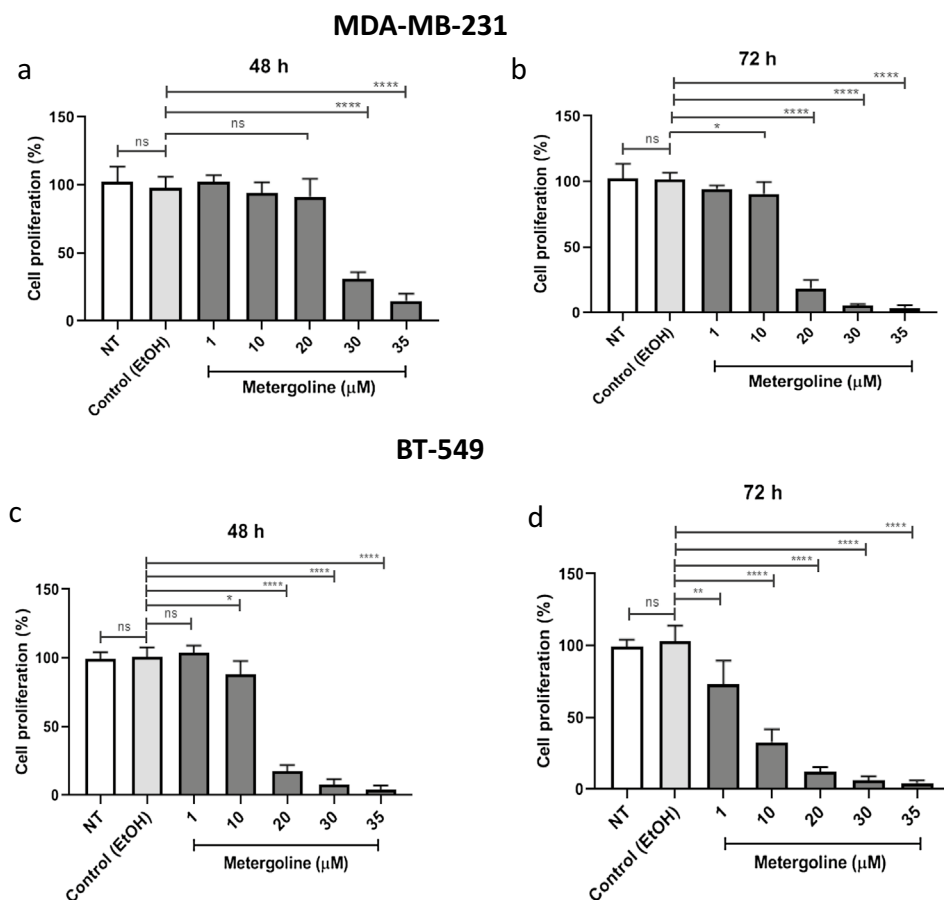 MDA-MB-231
a
48 h
****
****
ns
ns
Cell proliferation (%)
150
100
50
0
NT
Control (EtOH)
1
10
20
30
35
Metergoline (μM)
b
72 h
****
****
****
*
ns
Cell proliferation (%)
150
100
50
0
NT
Control (EtOH)
1
10
20
30
35
Metergoline (μM)
BT-549
c
48 h
****
****
****
*
ns
ns
Cell proliferation (%)
150
100
50
0
NT
Control (EtOH)
1
10
20
30
35
Metergoline (μM)
d
72 h
****
****
****
****
**
ns
Cell proliferation (%)
150
100
50
0
NT
Control (EtOH)
1
10
20
30
35
Metergoline (μM)